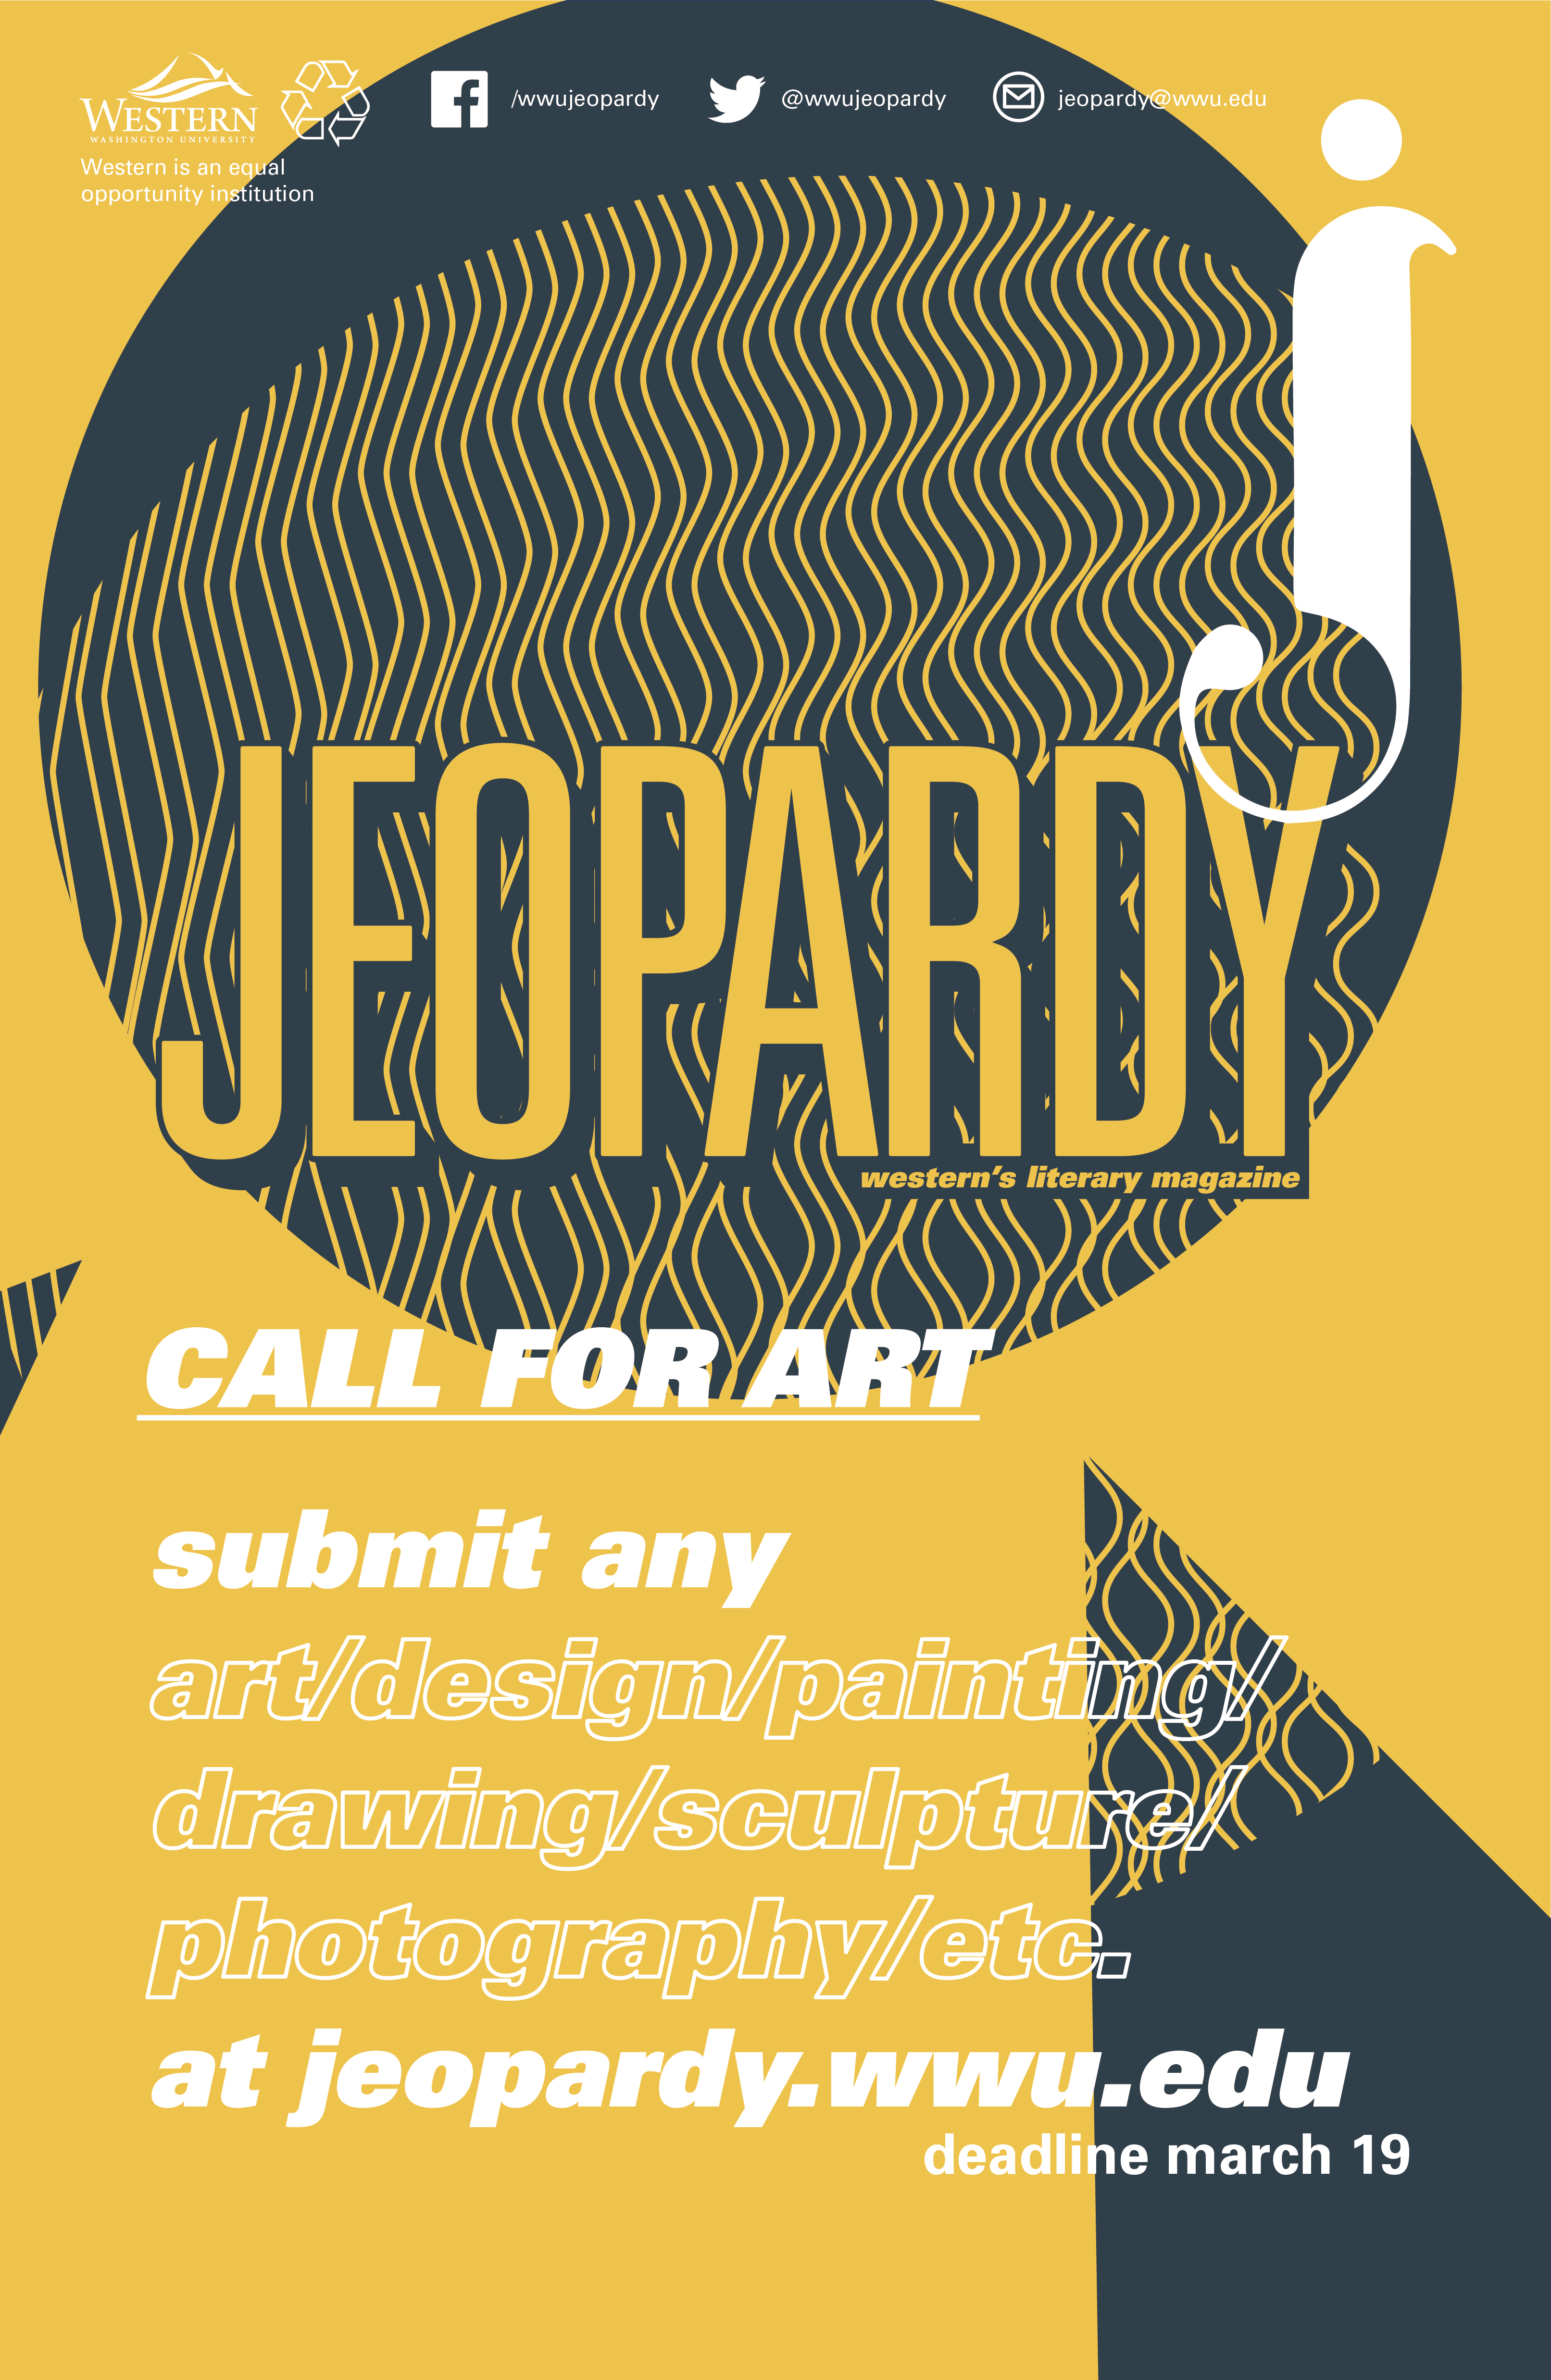 WESTERN
WASHINGTON UNIVERSITY
Western is an equal
opportunity institution
/wwujeopardy
@wwujeopardy
jeopardy@wwu.edu
j
JEOPARDY
western's literary magazine
CALL FOR ART
submit any
art/design/painting/
drawing/sculpture/
photography/etc.
at jeopardy.wwu.edu
deadline march 19